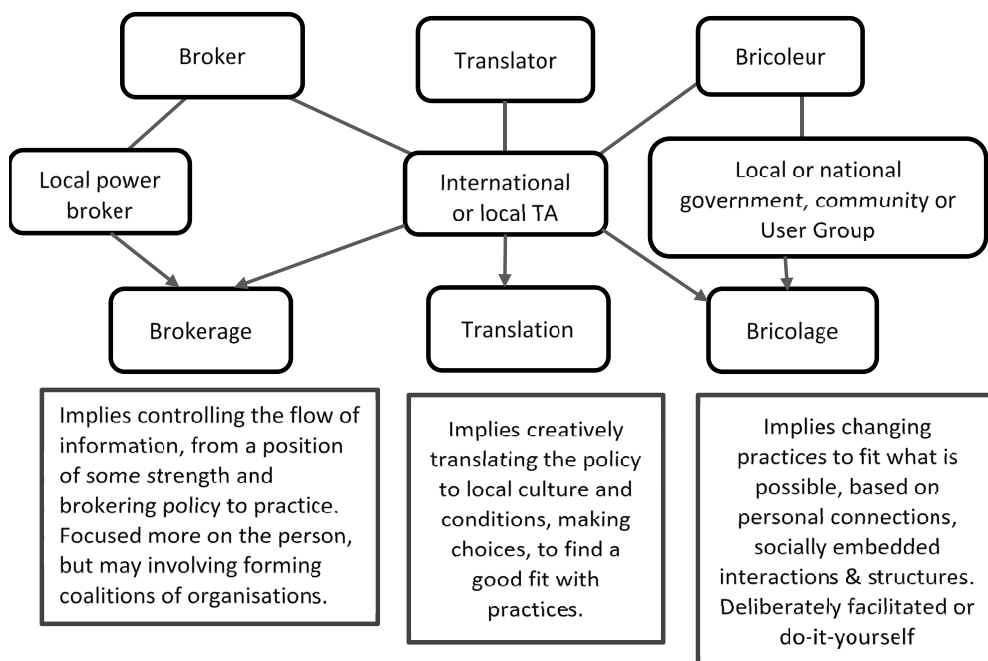 Broker
Translator
Bricoleur
Local power
broker
International
or local TA
Local or national
government, community or
User Group
Brokerage
Translation
Bricolage
Implies controlling the flow of
information, from a position
of some strength and
brokering policy to practice.
Focused more on the person,
but may involving forming
coalitions of organisations.
Implies creatively
translating the policy
to local culture and
conditions, making
choices, to find a
good fit with
practices.
Implies changing
practices to fit what is
possible, based on
personal connections,
socially embedded
interactions & structures.
Deliberately facilitated or
do-it-yourself